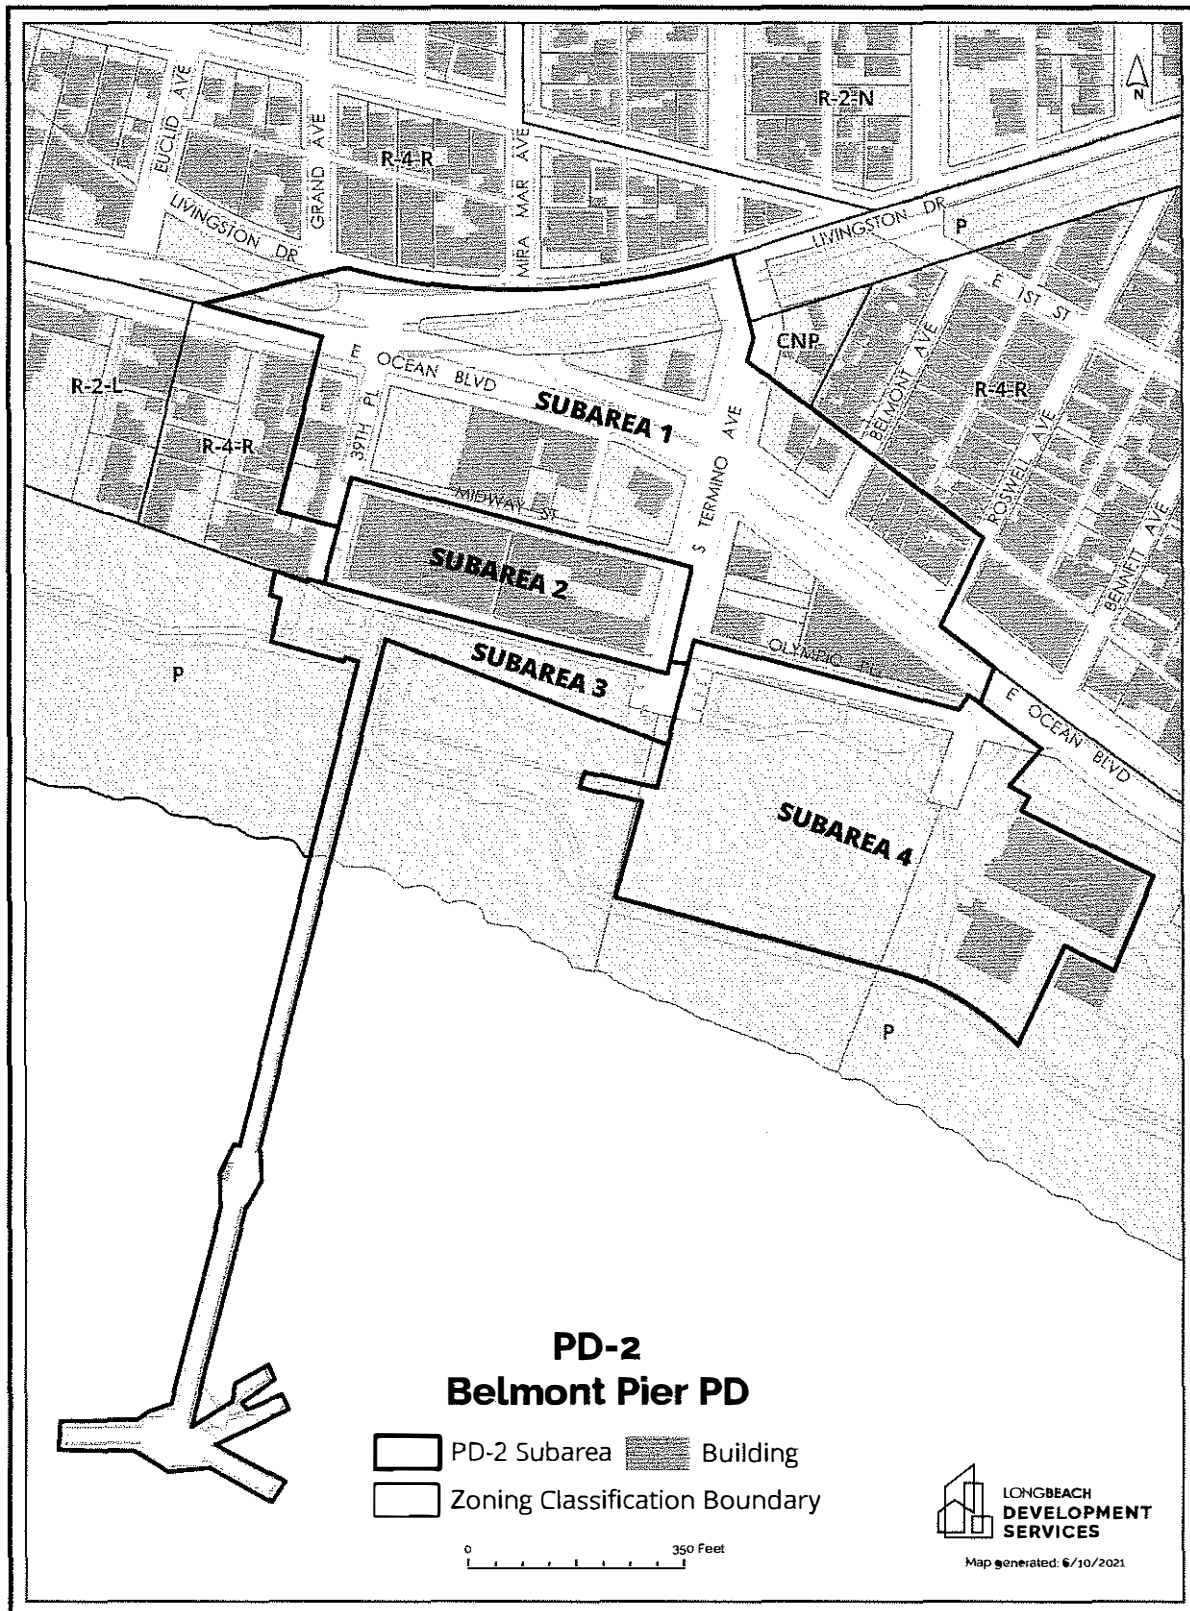 N
R-2-N
EUCLID AVE
GRAND AVE
R-4-R
MIRA MAR AVE
LIVINGSTON DR
LIVINGSTON DR
P
E 1ST ST
CNP
R-2-L
R-4-R
E OCEAN BLVD
39TH PL
SUBAREA 1
S TERMINO AVE
BELMONT AVE
R-4-R
ROSWELL AVE
BENNETT AVE
MIDWAY ST
SUBAREA 2
SUBAREA 3
OLYMPIC PL
P
E OCEAN BLVD
SUBAREA 4
P
PD-2
Belmont Pier PD
PD-2 Subarea
Building
Zoning Classification Boundary
0
350 Feet
LONGBEACH
DEVELOPMENT
SERVICES
Map generated: 6/10/2021